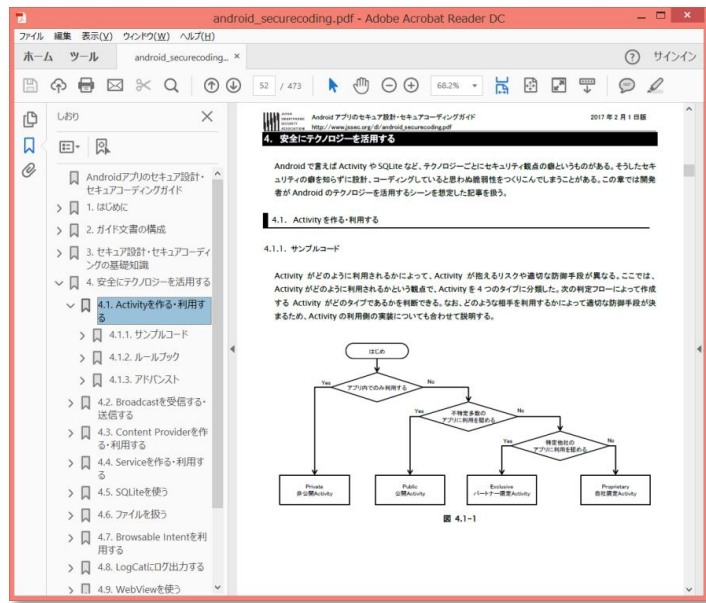 android_securecoding.pdf - Adobe Acrobat Reader DC
ファイル 編集 表示(V) ウィンドウ(W) ヘルプ(H)
ホーム ツール android_securecoding... × ? サインイン
52 / 473 68.2%
しおり
Androidアプリのセキュア設計・
セキュアコーディングガイド
1. はじめに
2. ガイド文書の構成
3. セキュア設計・セキュアコーディ
ングの基礎知識
4. 安全にテクノロジーを活用する
4.1. Activityを作る・利用す
る
4.1.1. サンプルコード
4.1.2. ルールブック
4.1.3. アドバンスト
4.2. Broadcastを受信する・
送信する
4.3. Content Providerを作
る・利用する
4.4. Serviceを作る・利用す
る
4.5. SQLiteを使う
4.6. ファイルを扱う
4.7. Browsable Intentを利
用する
4.8. LogCatにログ出力する
4.9. WebViewを使う
Android アプリのセキュア設計・セキュアコーディングガイド 2017 年 2 月 1 日版
http://www.jssec.org/dl/android_securecoding.pdf
4. 安全にテクノロジーを活用する
Android で言えば Activity や SQLite など、テクノロジーごとにセキュリティ観点の癖というものがある。そうしたセキ
ュリティの癖を知らずに設計、コーディングしていると思わぬ脆弱性をつくりこんでしまうことがある。この章では開発
者が Android のテクノロジーを活用するシーンを想定した記事を扱う。
4.1. Activity を作る・利用する
4.1.1. サンプルコード
Activity がどのように利用されるかによって、Activity が抱えるリスクや適切な防御手段が異なる。ここでは、
Activity がどのように利用されるかという観点で、Activity を 4 つのタイプに分類した。次の判定フローによって作成
する Activity がどのタイプであるかを判断できる。なお、どのような相手を利用するかによって適切な防御手段が決
まるため、Activity の利用側の実装についても合わせて説明する。
はじめ
Yes アプリ内でのみ利用する No
Yes 不特定多数の No
アプリに利用を認める
Yes 特定他社の No
アプリに利用を認める
Private
非公開Activity
Public
公開Activity
Exclusive
パートナー限定Activity
Proprietary
自社限定Activity
図 4.1-1